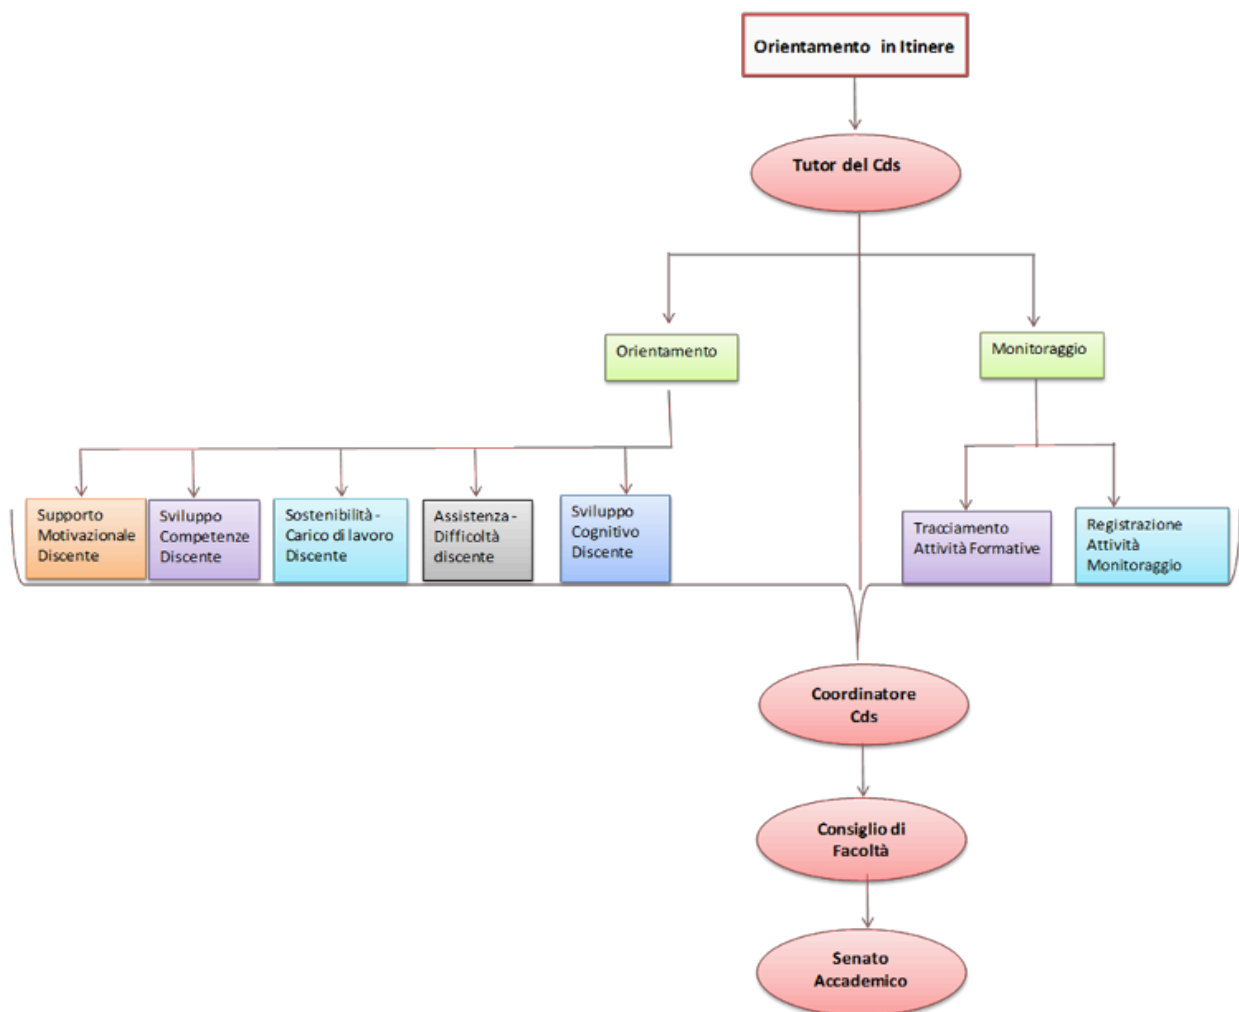 Orientamento in Itinere
Tutor del Cds
Orientamento
Monitoraggio
Supporto
Motivazionale
Discente
Sviluppo
Competenze
Discente
Sostenibilità -
Carico di lavoro
Discente
Assistenza -
Difficoltà
discente
Sviluppo
Cognitivo
Discente
Tracciamento
Attività Formative
Registrazione
Attività
Monitoraggio
Coordinatore
Cds
Consiglio di
Facoltà
Senato
Accademico